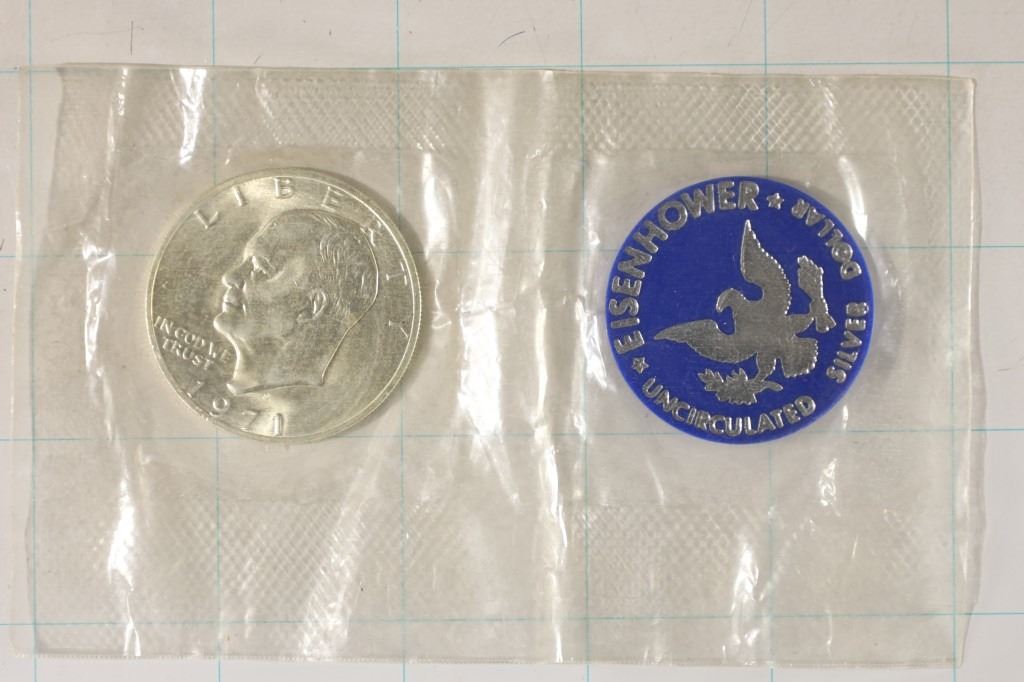 LIBERTY
IN GOD WE
TRUST
1971
EISENHOWER
UNCIRCULATED
SILVER DOLLAR